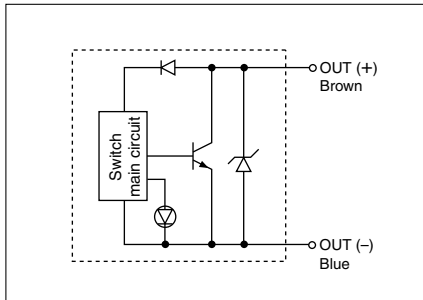 OUT (+)
Brown
Switch
main circuit
OUT (–)
Blue